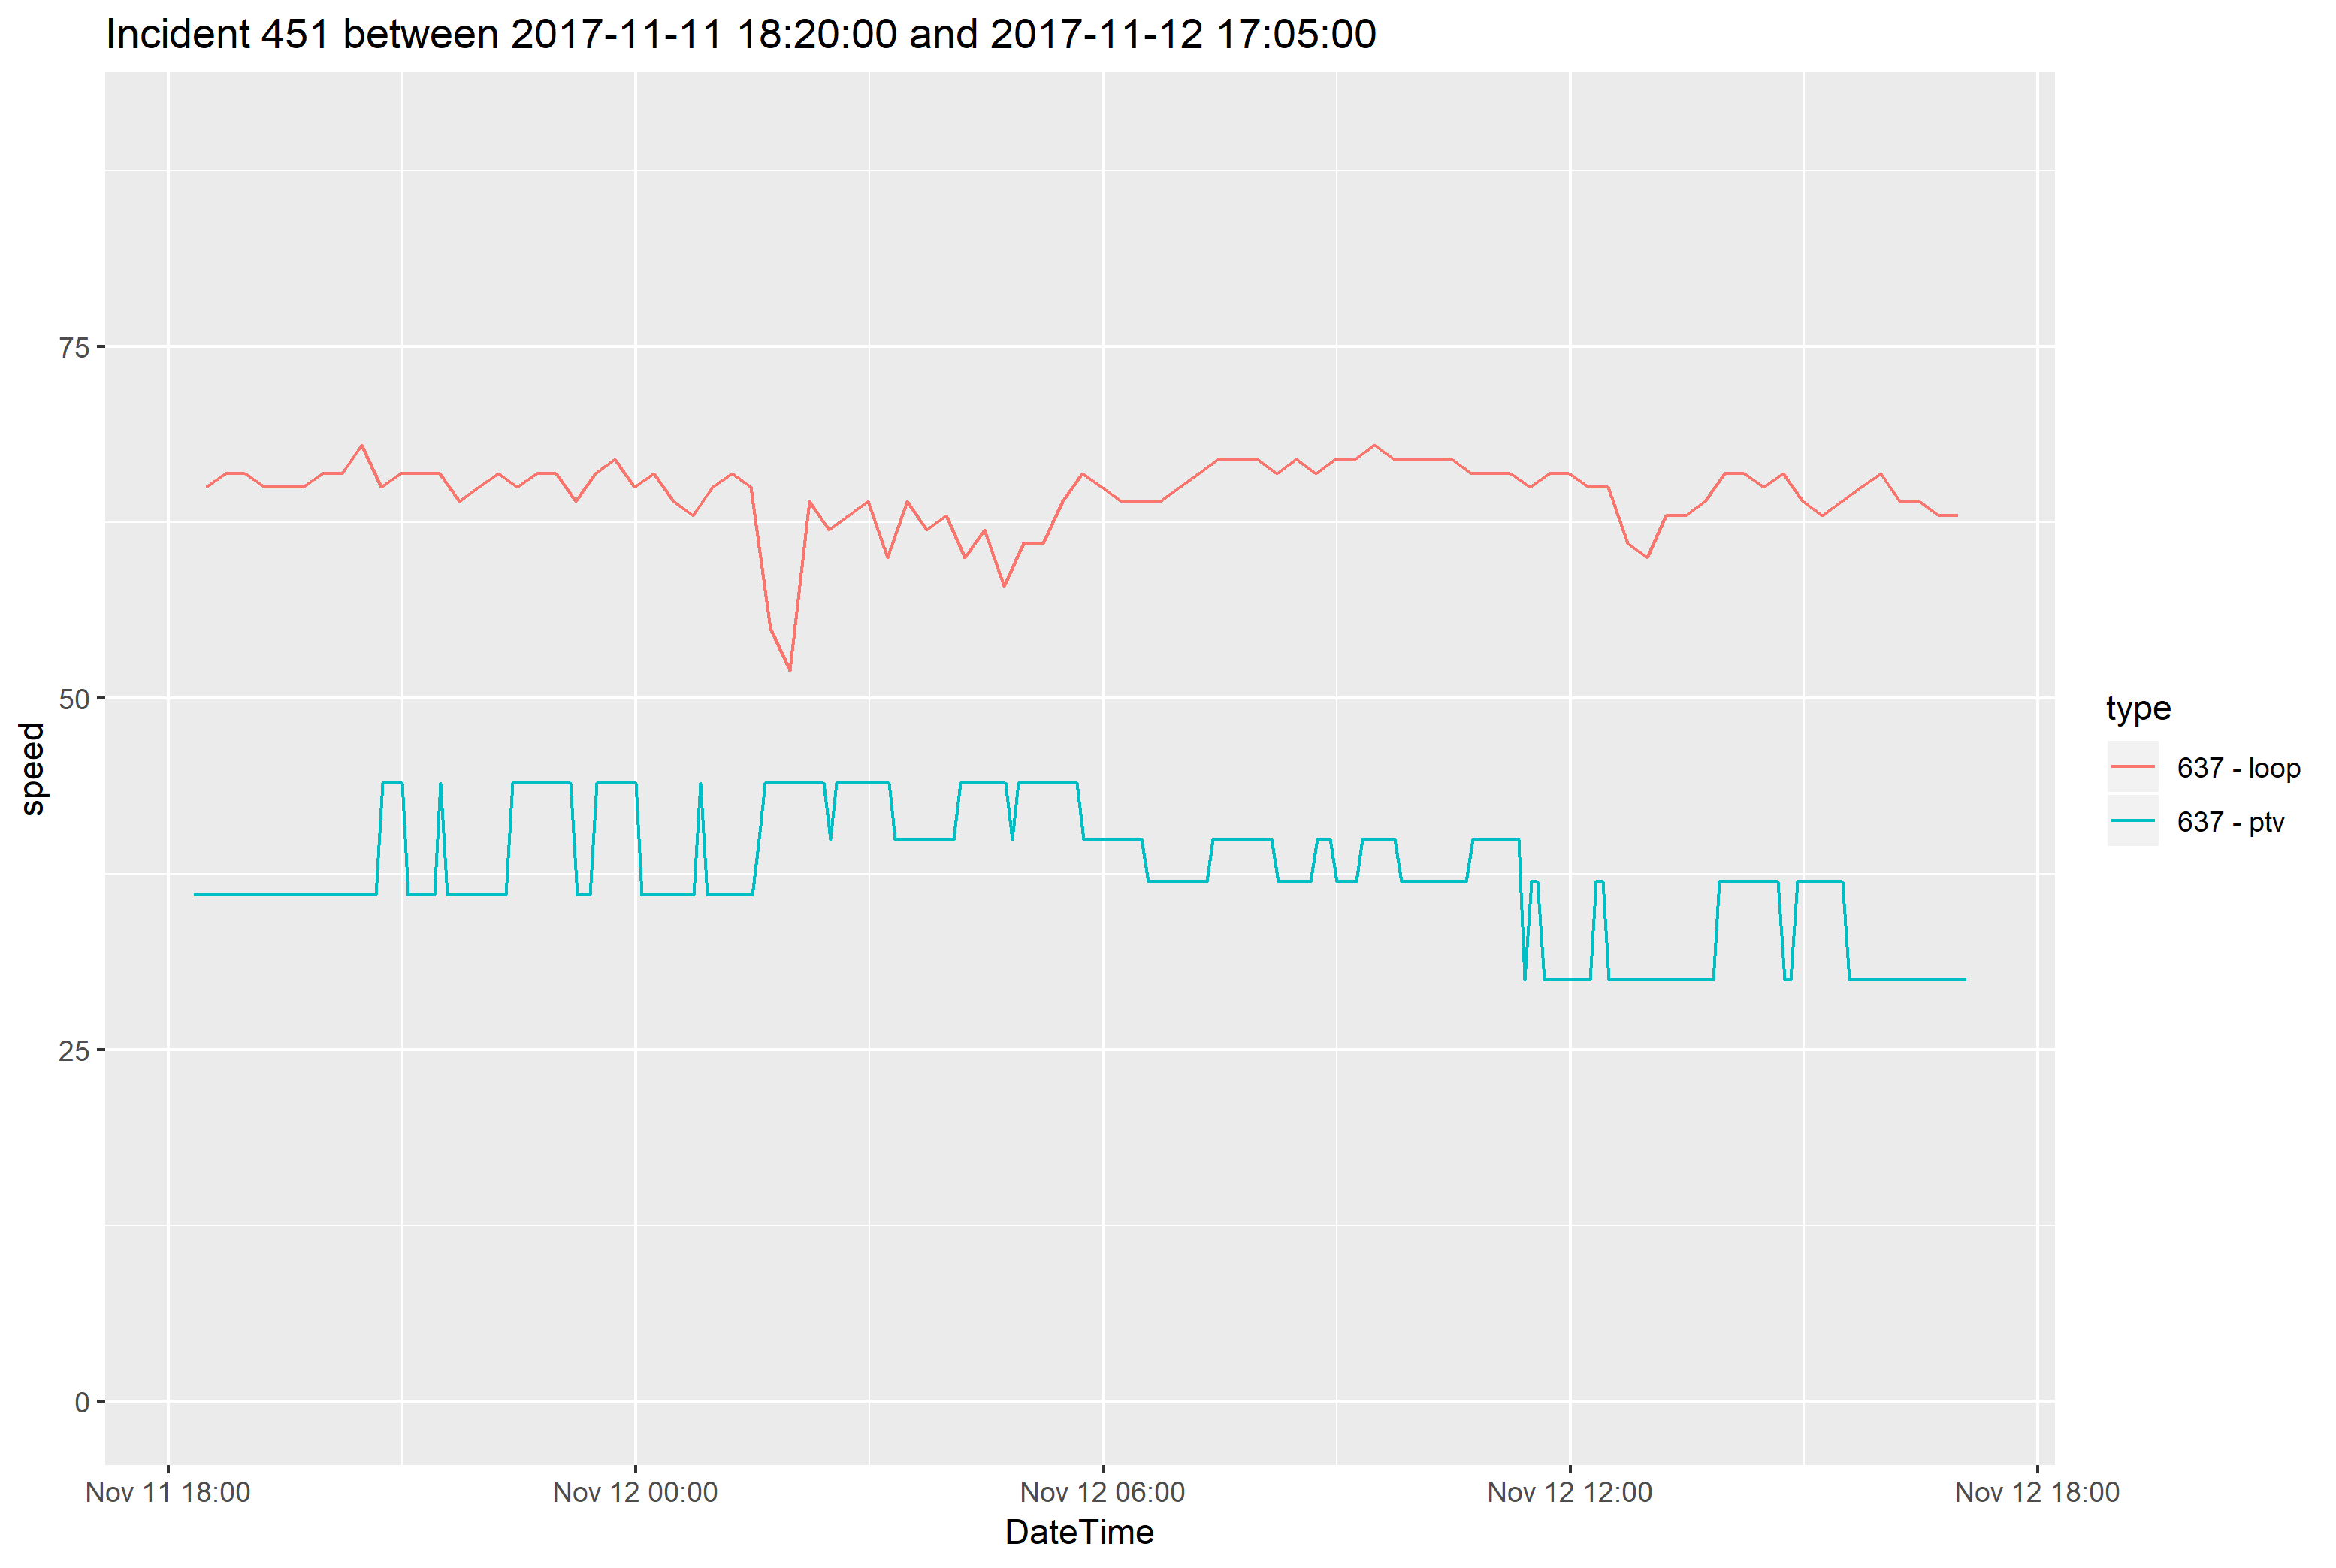 Incident 451 between 2017-11-11 18:20:00 and 2017-11-12 17:05:00
75
50
25
0
speed
Nov 11 18:00
Nov 12 00:00
Nov 12 06:00
Nov 12 12:00
Nov 12 18:00
DateTime
type
637 - loop
637 - ptv